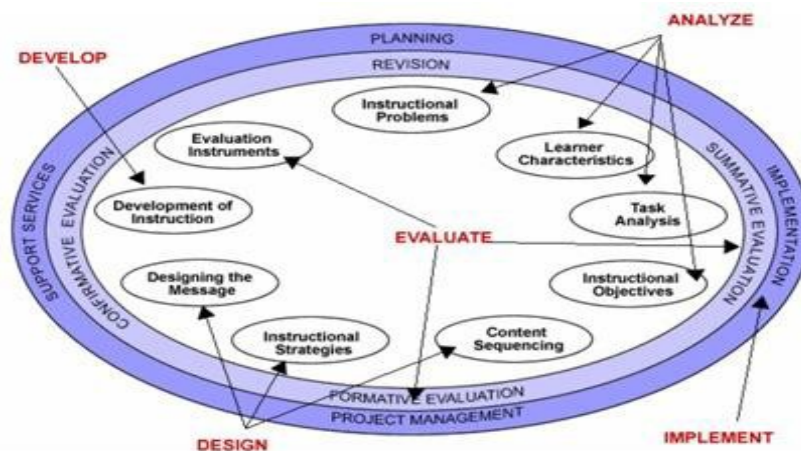 ANALYZE
PLANNING
DEVELOP
REVISION
Instructional
Problems
Evaluation
Instruments
Learner
Characteristics
SUPPORT SERVICES
CONFIRMATIVE EVALUATION
SUMMATIVE EVALUATION
IMPLEMENTATION
Development of
Instruction
Task
Analysis
EVALUATE
Designing the
Message
Instructional
Objectives
Instructional
Strategies
Content
Sequencing
FORMATIVE EVALUATION
PROJECT MANAGEMENT
DESIGN
IMPLEMENT